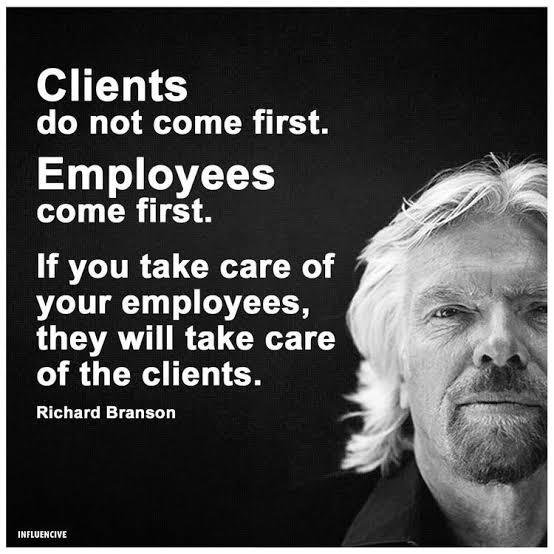 Clients
do not come first.
Employees
come first.
If you take care of
your employees,
they will take care
of the clients.
Richard Branson
INFLUENCIVE